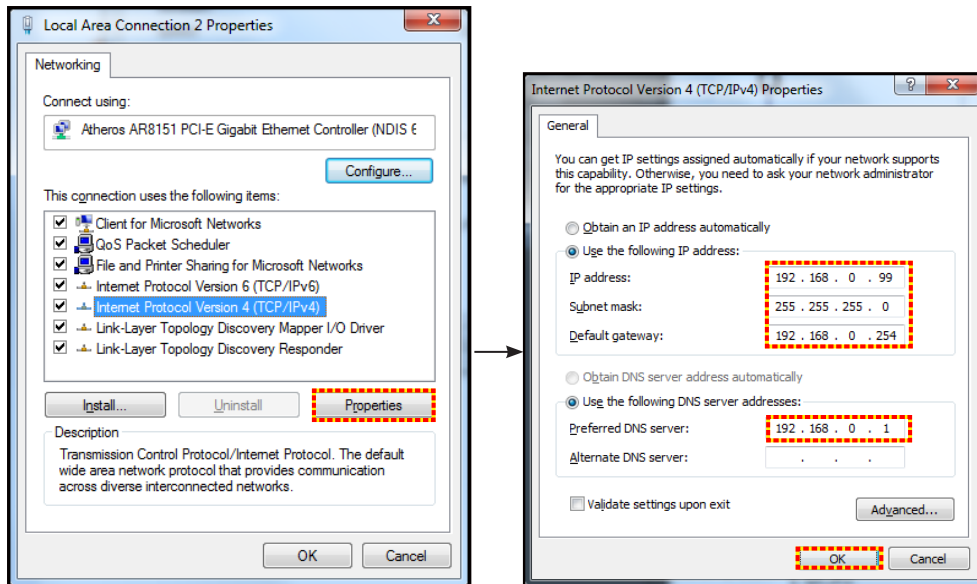 Local Area Connection 2 Properties
Networking
Connect using:
Atheros AR8151 PCI-E Gigabit Ethernet Controller (NDIS 6
Configure...
This connection uses the following items:
Client for Microsoft Networks
QoS Packet Scheduler
File and Printer Sharing for Microsoft Networks
Internet Protocol Version 6 (TCP/IPv6)
Internet Protocol Version 4 (TCP/IPv4)
Link-Layer Topology Discovery Mapper I/O Driver
Link-Layer Topology Discovery Responder
Install...
Uninstall
Properties
Description
Transmission Control Protocol/Internet Protocol. The default
wide area network protocol that provides communication
across diverse interconnected networks.
OK
Cancel
Internet Protocol Version 4 (TCP/IPv4) Properties
General
You can get IP settings assigned automatically if your network supports
this capability. Otherwise, you need to ask your network administrator
for the appropriate IP settings.
Obtain an IP address automatically
Use the following IP address:
IP address: 192 . 168 . 0 . 99
Subnet mask: 255 . 255 . 255 . 0
Default gateway: 192 . 168 . 0 . 254
Obtain DNS server address automatically
Use the following DNS server addresses:
Preferred DNS server: 192 . 168 . 0 . 1
Alternate DNS server: . . .
Validate settings upon exit
Advanced...
OK
Cancel